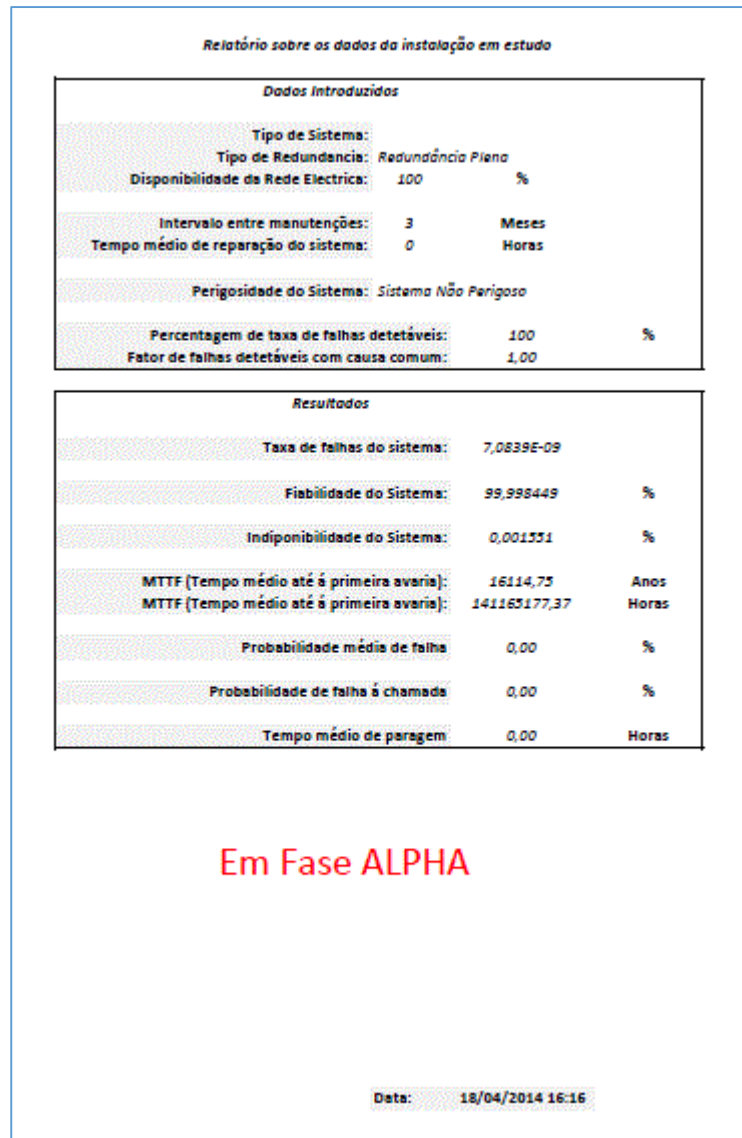 Relatório sobre os dados da instalação em estudo
Dados Introduzidos
Tipo de Sistema:
Tipo de Redundancia: Redundância Plena
Disponibilidade da Rede Electrica: 100 %
Intervalo entre manutenções: 3 Meses
Tempo médio de reparação do sistema: 0 Horas
Perigosidade do Sistema: Sistema Não Perigoso
Percentagem de taxa de falhas detetáveis: 100 %
Fator de falhas detetáveis com causa comum: 1,00
Resultados
Taxa de falhas do sistema: 7,0839E-09
Fiabilidade do Sistema: 99,998449 %
Indiponibilidade do Sistema: 0,001551 %
MTTF (Tempo médio até á primeira avaria): 16114,75 Anos
MTTF (Tempo médio até á primeira avaria): 141165177,37 Horas
Probabilidade média de falha 0,00 %
Probabilidade de falha á chamada 0,00 %
Tempo médio de paragem 0,00 Horas
Em Fase ALPHA
Data: 18/04/2014 16:16